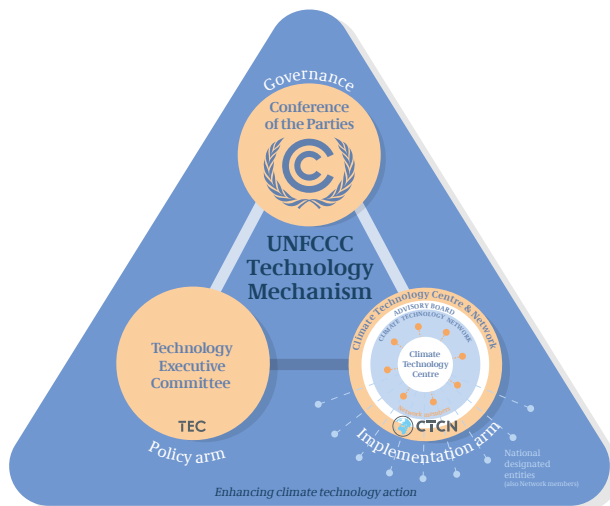 Governance
Conference
of the Parties
UNFCCC
Technology
Mechanism
Technology
Executive
Committee
TEC
Policy arm
Climate Technology Centre & Network
ADVISORY BOARD
CLIMATE TECHNOLOGY NETWORK
Climate
Technology
Centre
Network members
CTCN
Implementation arm
National
designated
entities
(also Network members)
Enhancing climate technology action